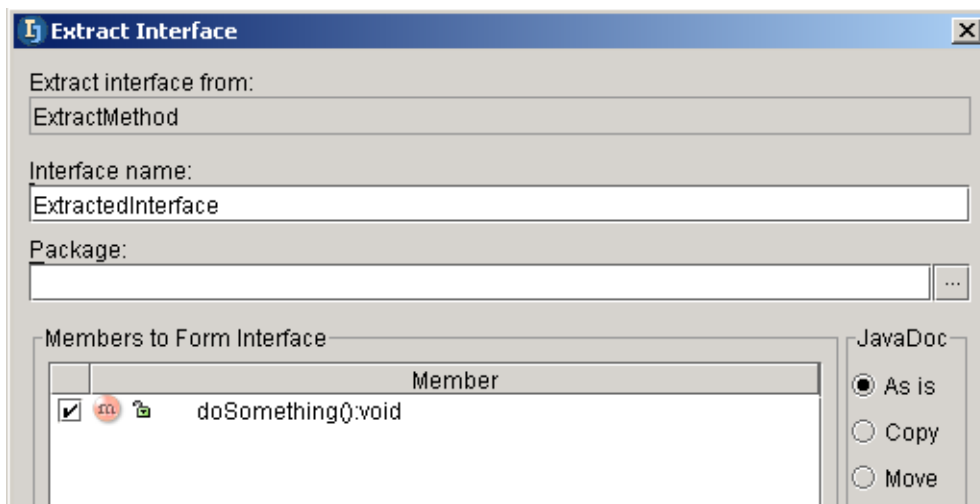 Extract Interface
Extract interface from:
ExtractMethod
Interface name:
ExtractedInterface
Package:
...
Members to Form Interface
JavaDoc
Member
As is
doSomething():void
Copy
Move